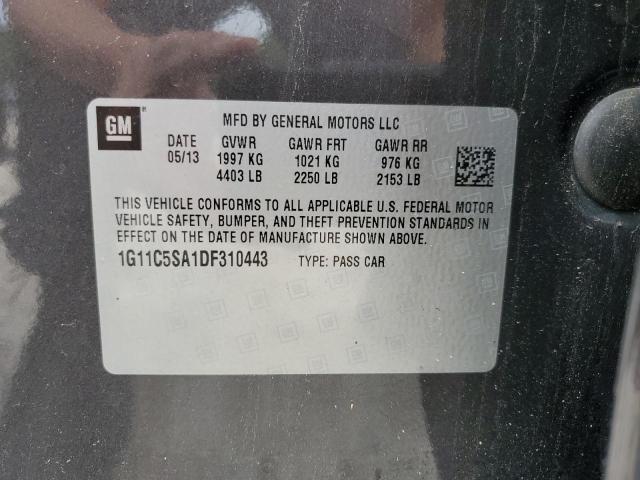 GM ® MFD BY GENERAL MOTORS LLC
DATE GVWR GAWR FRT GAWR RR
05/13 1997 KG 1021 KG 976 KG
4403 LB 2250 LB 2153 LB
THIS VEHICLE CONFORMS TO ALL APPLICABLE U.S. FEDERAL MOTOR
VEHICLE SAFETY, BUMPER, AND THEFT PREVENTION STANDARDS IN
EFFECT ON THE DATE OF MANUFACTURE SHOWN ABOVE.
1G11C5SA1DF310443 TYPE: PASS CAR